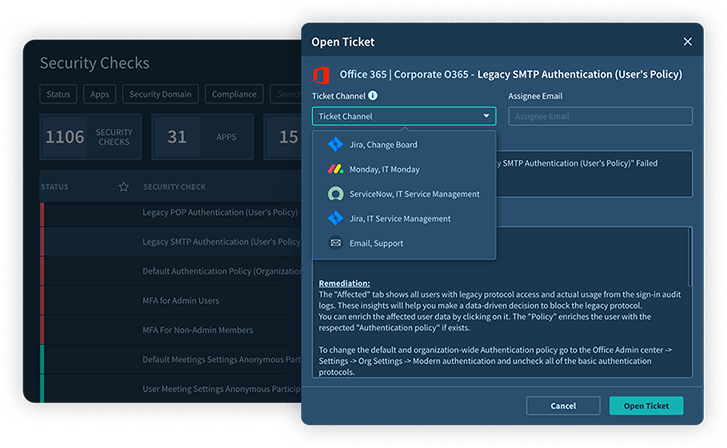 Security Checks
Status
Apps
Security Domain
Compliance
Search
1106
SECURITY
CHECKS
31
APPS
15
STATUS
SECURITY CHECK
Legacy POP Authentication (User's Policy)
Legacy SMTP Authentication (User's Policy
Default Authentication Policy (Organization
MFA for Admin Users
MFA For Non-Admin Members
Default Meetings Settings Anonymous Part
User Meeting Settings Anonymous Particip
Open Ticket
Office 365 | Corporate O365 - Legacy SMTP Authentication (User's Policy)
Ticket Channel
Assignee Email
Ticket Channel
Assignee Email
Jira, Change Board
Monday, IT Monday
ServiceNow, IT Service Management
Jira, IT Service Management
Email, Support
cy SMTP Authentication (User's Policy)" Failed
Remediation:
The "Affected" tab shows all users with legacy protocol access and actual usage from the sign-in audit
logs. These insights will help you make a data-driven decision to block the legacy protocol.
You can enrich the affected user data by clicking on it. The "Policy" enriches the user with the
respected "Authentication policy" if exists.
To change the default and organization-wide Authentication policy go to the Office Admin center ->
Settings -> Org Settings -> Modern authentication and uncheck all of the basic authentication
protocols.
Cancel
Open Ticket